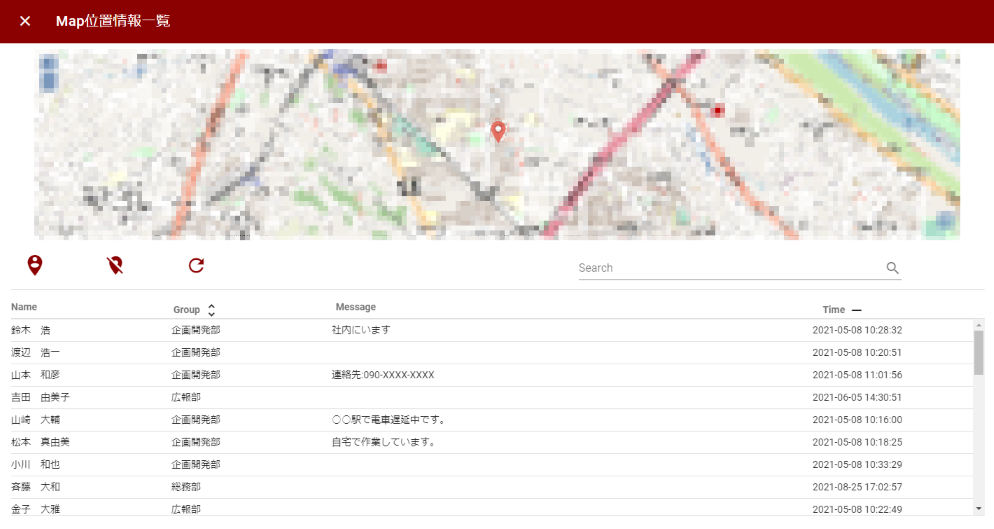 Map位置情報一覧
Search
Name Group Message Time
鈴木　浩 企画開発部 社内にいます 2021-05-08 10:28:32
渡辺　浩一 企画開発部 2021-05-08 10:20:51
山本　和彦 企画開発部 連絡先:090-XXXX-XXXX 2021-05-08 11:01:56
吉田　由美子 広報部 2021-06-05 14:30:51
山崎　大輔 企画開発部 〇〇駅で電車遅延中です。 2021-05-08 10:16:00
松本　真由美 企画開発部 自宅で作業しています。 2021-05-08 10:18:25
小川　和也 企画開発部 2021-05-08 10:33:29
斉藤　大和 総務部 2021-08-25 17:02:57
金子　大雅 広報部 2021-05-08 10:22:49